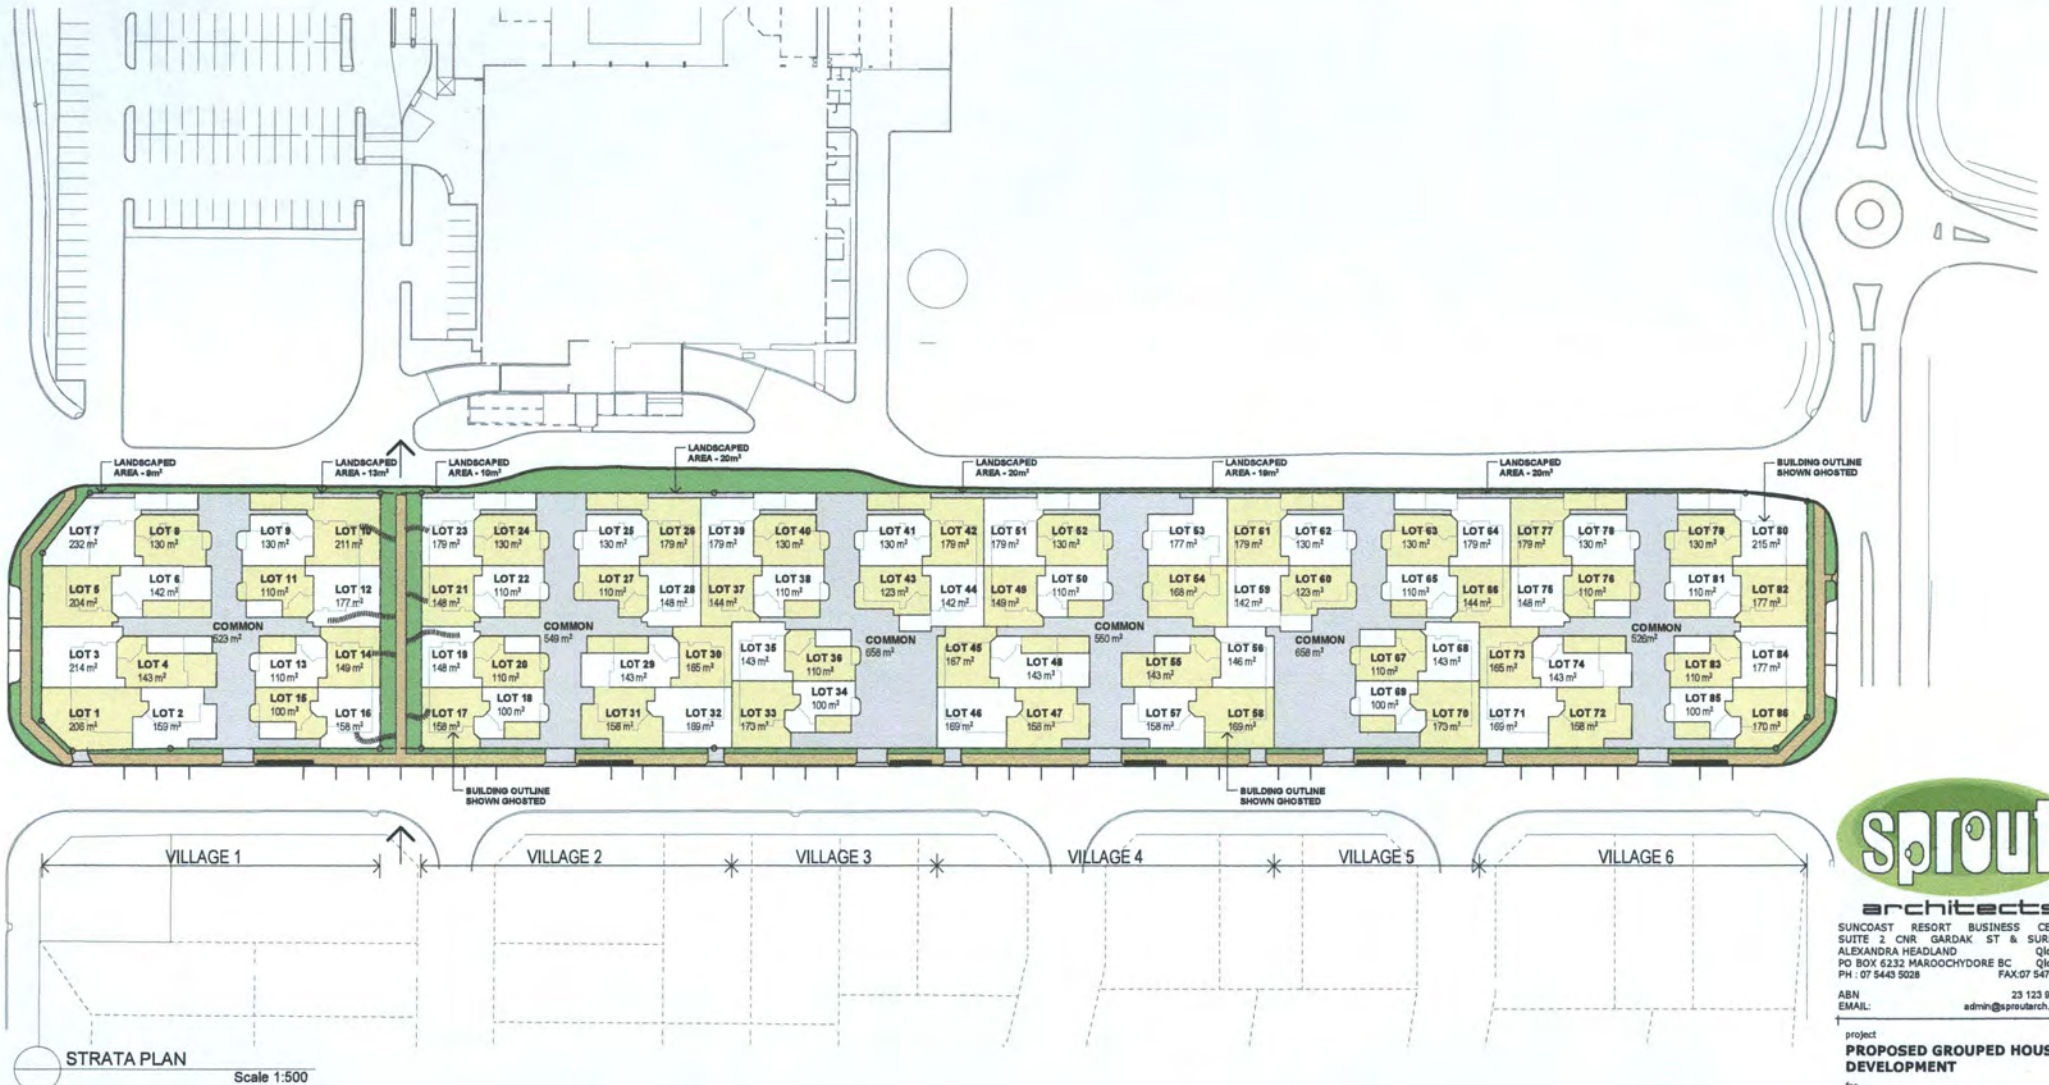 LANDSCAPED
AREA - 9m²
LANDSCAPED
AREA - 13m²
LANDSCAPED
AREA - 10m²
LANDSCAPED
AREA - 20m²
LANDSCAPED
AREA - 20m²
LANDSCAPED
AREA - 19m²
LANDSCAPED
AREA - 20m²
BUILDING OUTLINE
SHOWN GHOSTED
LOT 7
232 m²
LOT 8
130 m²
LOT 9
130 m²
LOT 10
211 m²
LOT 23
179 m²
LOT 24
130 m²
LOT 25
130 m²
LOT 26
179 m²
LOT 39
179 m²
LOT 40
130 m²
LOT 41
130 m²
LOT 42
179 m²
LOT 51
179 m²
LOT 52
130 m²
LOT 53
177 m²
LOT 61
179 m²
LOT 62
130 m²
LOT 63
130 m²
LOT 64
179 m²
LOT 77
179 m²
LOT 78
130 m²
LOT 79
130 m²
LOT 80
215 m²
LOT 5
204 m²
LOT 6
142 m²
LOT 11
110 m²
LOT 12
177 m²
LOT 21
148 m²
LOT 22
110 m²
LOT 27
110 m²
LOT 28
148 m²
LOT 37
144 m²
LOT 38
110 m²
LOT 43
123 m²
LOT 44
142 m²
LOT 49
149 m²
LOT 50
110 m²
LOT 54
168 m²
LOT 59
142 m²
LOT 60
123 m²
LOT 65
110 m²
LOT 66
144 m²
LOT 75
148 m²
LOT 76
110 m²
LOT 81
110 m²
LOT 82
177 m²
COMMON
523 m²
COMMON
549 m²
COMMON
658 m²
COMMON
550 m²
COMMON
658 m²
COMMON
526m²
LOT 3
214 m²
LOT 4
143 m²
LOT 13
110 m²
LOT 14
149 m²
LOT 19
148 m²
LOT 20
110 m²
LOT 29
143 m²
LOT 30
165 m²
LOT 35
143 m²
LOT 36
110 m²
LOT 45
167 m²
LOT 48
143 m²
LOT 55
143 m²
LOT 56
146 m²
LOT 67
110 m²
LOT 68
143 m²
LOT 73
165 m²
LOT 74
143 m²
LOT 83
110 m²
LOT 84
177 m²
LOT 1
206 m²
LOT 2
159 m²
LOT 15
100 m²
LOT 16
158 m²
LOT 17
158 m²
LOT 18
100 m²
LOT 31
158 m²
LOT 32
169 m²
LOT 33
173 m²
LOT 34
100 m²
LOT 46
169 m²
LOT 47
158 m²
LOT 57
158 m²
LOT 58
169 m²
LOT 69
100 m²
LOT 70
173 m²
LOT 71
169 m²
LOT 72
158 m²
LOT 85
100 m²
LOT 86
170 m²
BUILDING OUTLINE
SHOWN GHOSTED
BUILDING OUTLINE
SHOWN GHOSTED
VILLAGE 1
VILLAGE 2
VILLAGE 3
VILLAGE 4
VILLAGE 5
VILLAGE 6
sprout
architects
SUNCOAST RESORT BUSINESS CE
SUITE 2 CNR GARDAK ST & SUR
ALEXANDRA HEADLAND Qld
PO BOX 6232 MAROOCHYDORE BC Qld
PH : 07 5443 5028 FAX:07 547
ABN 23 123 9
EMAIL: admin@sproutarch.
project
PROPOSED GROUPED HOUS
DEVELOPMENT
for
STRATA PLAN
Scale 1:500